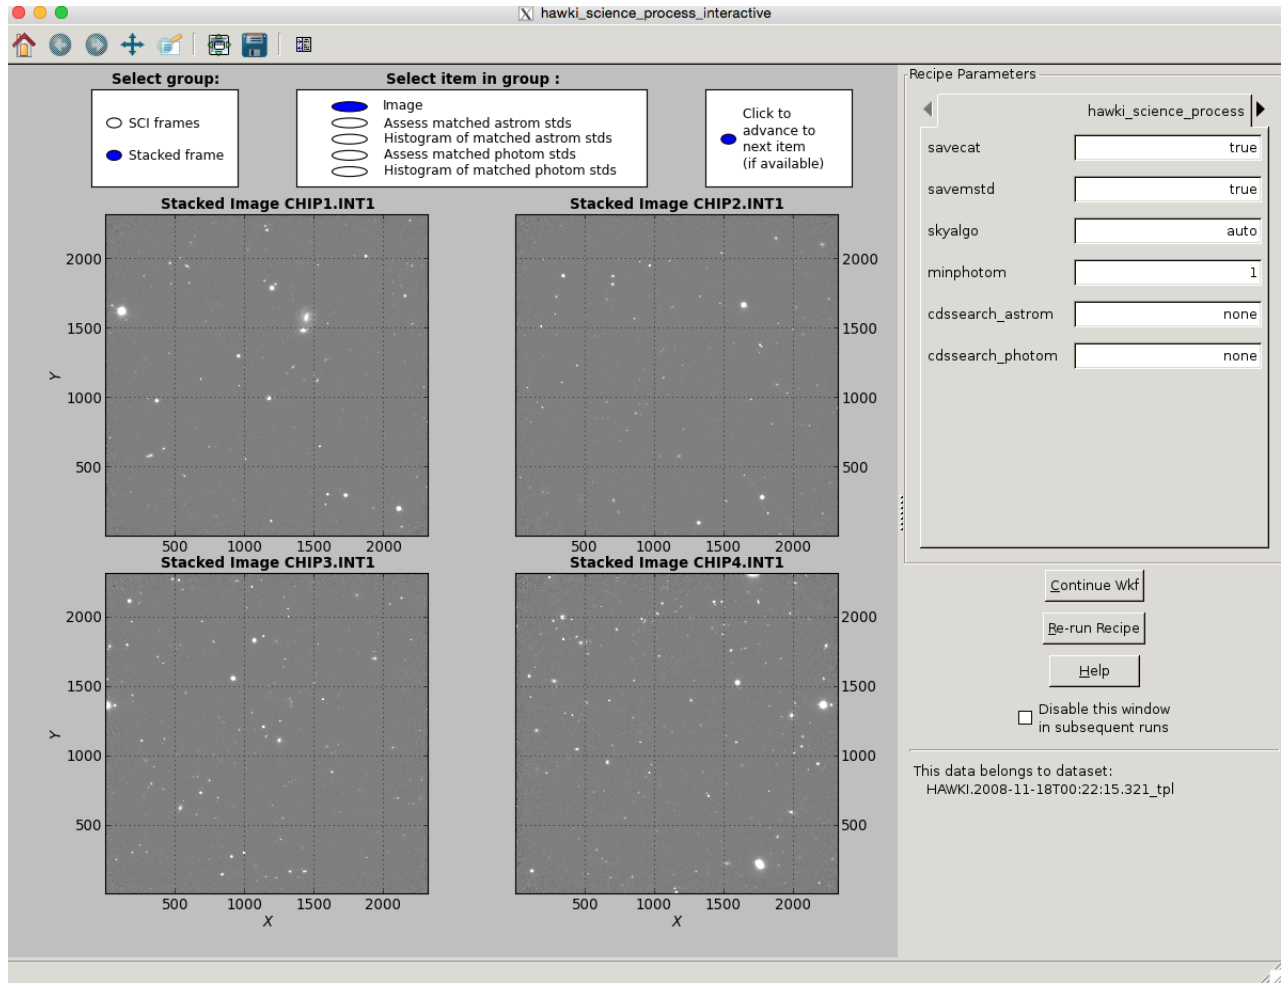 hawki_science_process_interactive
Select group:
SCI frames
Stacked frame
Select item in group :
Image
Assess matched astrom stds
Histogram of matched astrom stds
Assess matched photom stds
Histogram of matched photom stds
Click to
advance to
next item
(if available)
Stacked Image CHIP1.INT1
2000
1500
1000
500
Y
500 1000 1500 2000
Stacked Image CHIP2.INT1
2000
1500
1000
500
500 1000 1500 2000
Stacked Image CHIP3.INT1
2000
1500
1000
500
Y
500 1000 1500 2000
X
Stacked Image CHIP4.INT1
2000
1500
1000
500
500 1000 1500 2000
X
Recipe Parameters
hawki_science_process
savecat true
savemstd true
skyalgo auto
minphotom 1
cdssearch_astrom none
cdssearch_photom none
Continue Wkf
Re-run Recipe
Help
Disable this window
in subsequent runs
This data belongs to dataset:
HAWKI.2008-11-18T00:22:15.321_tpl